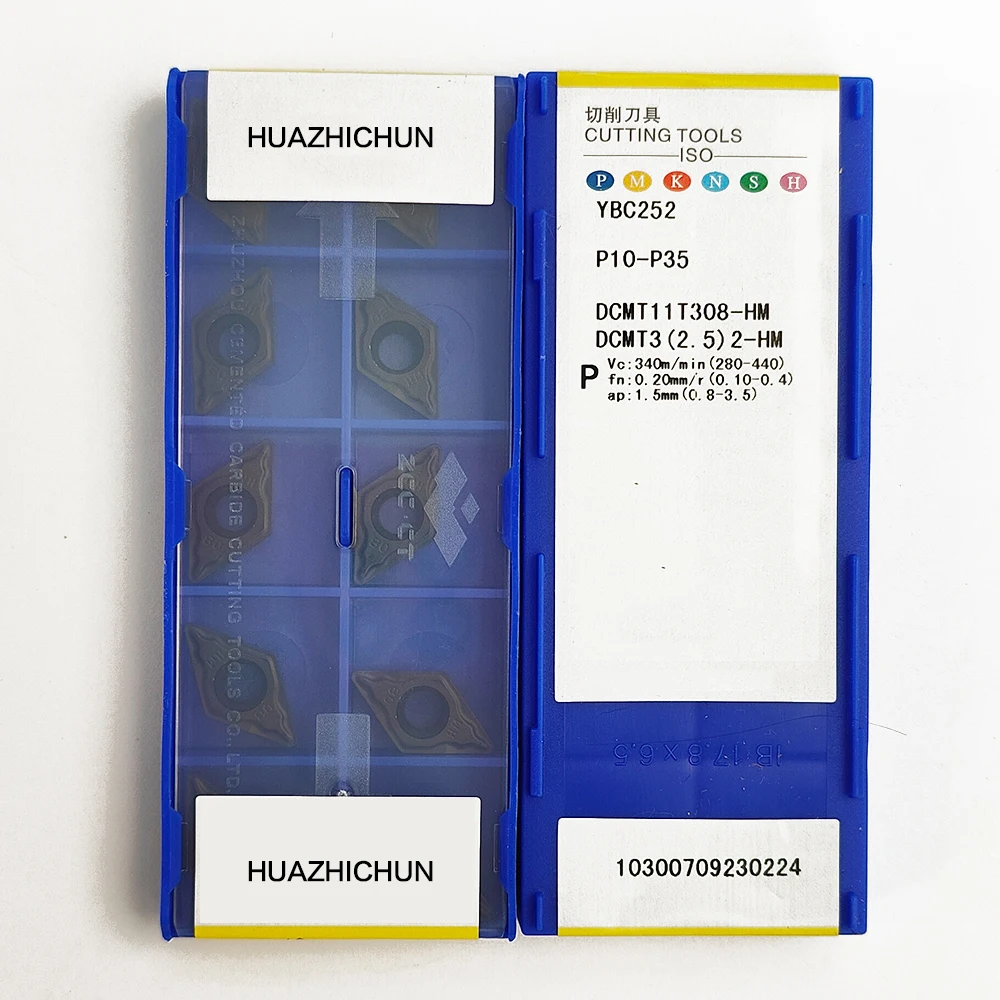 HUAZHICHUN
ZHUZHOU CEMENTED CARBIDE CUTTING TOOLS CO., LTD.
ZCC·CT
HUAZHICHUN
切削刀具
CUTTING TOOLS
ISO
P M K N S H
YBC252
P10-P35
DCMT11T308-HM
DCMT3(2.5)2-HM
P
Vc:340m/min(280-440)
fn:0.20mm/r(0.10-0.4)
ap:1.5mm(0.8-3.5)
1B 17.8 x 6.5
10300709230224